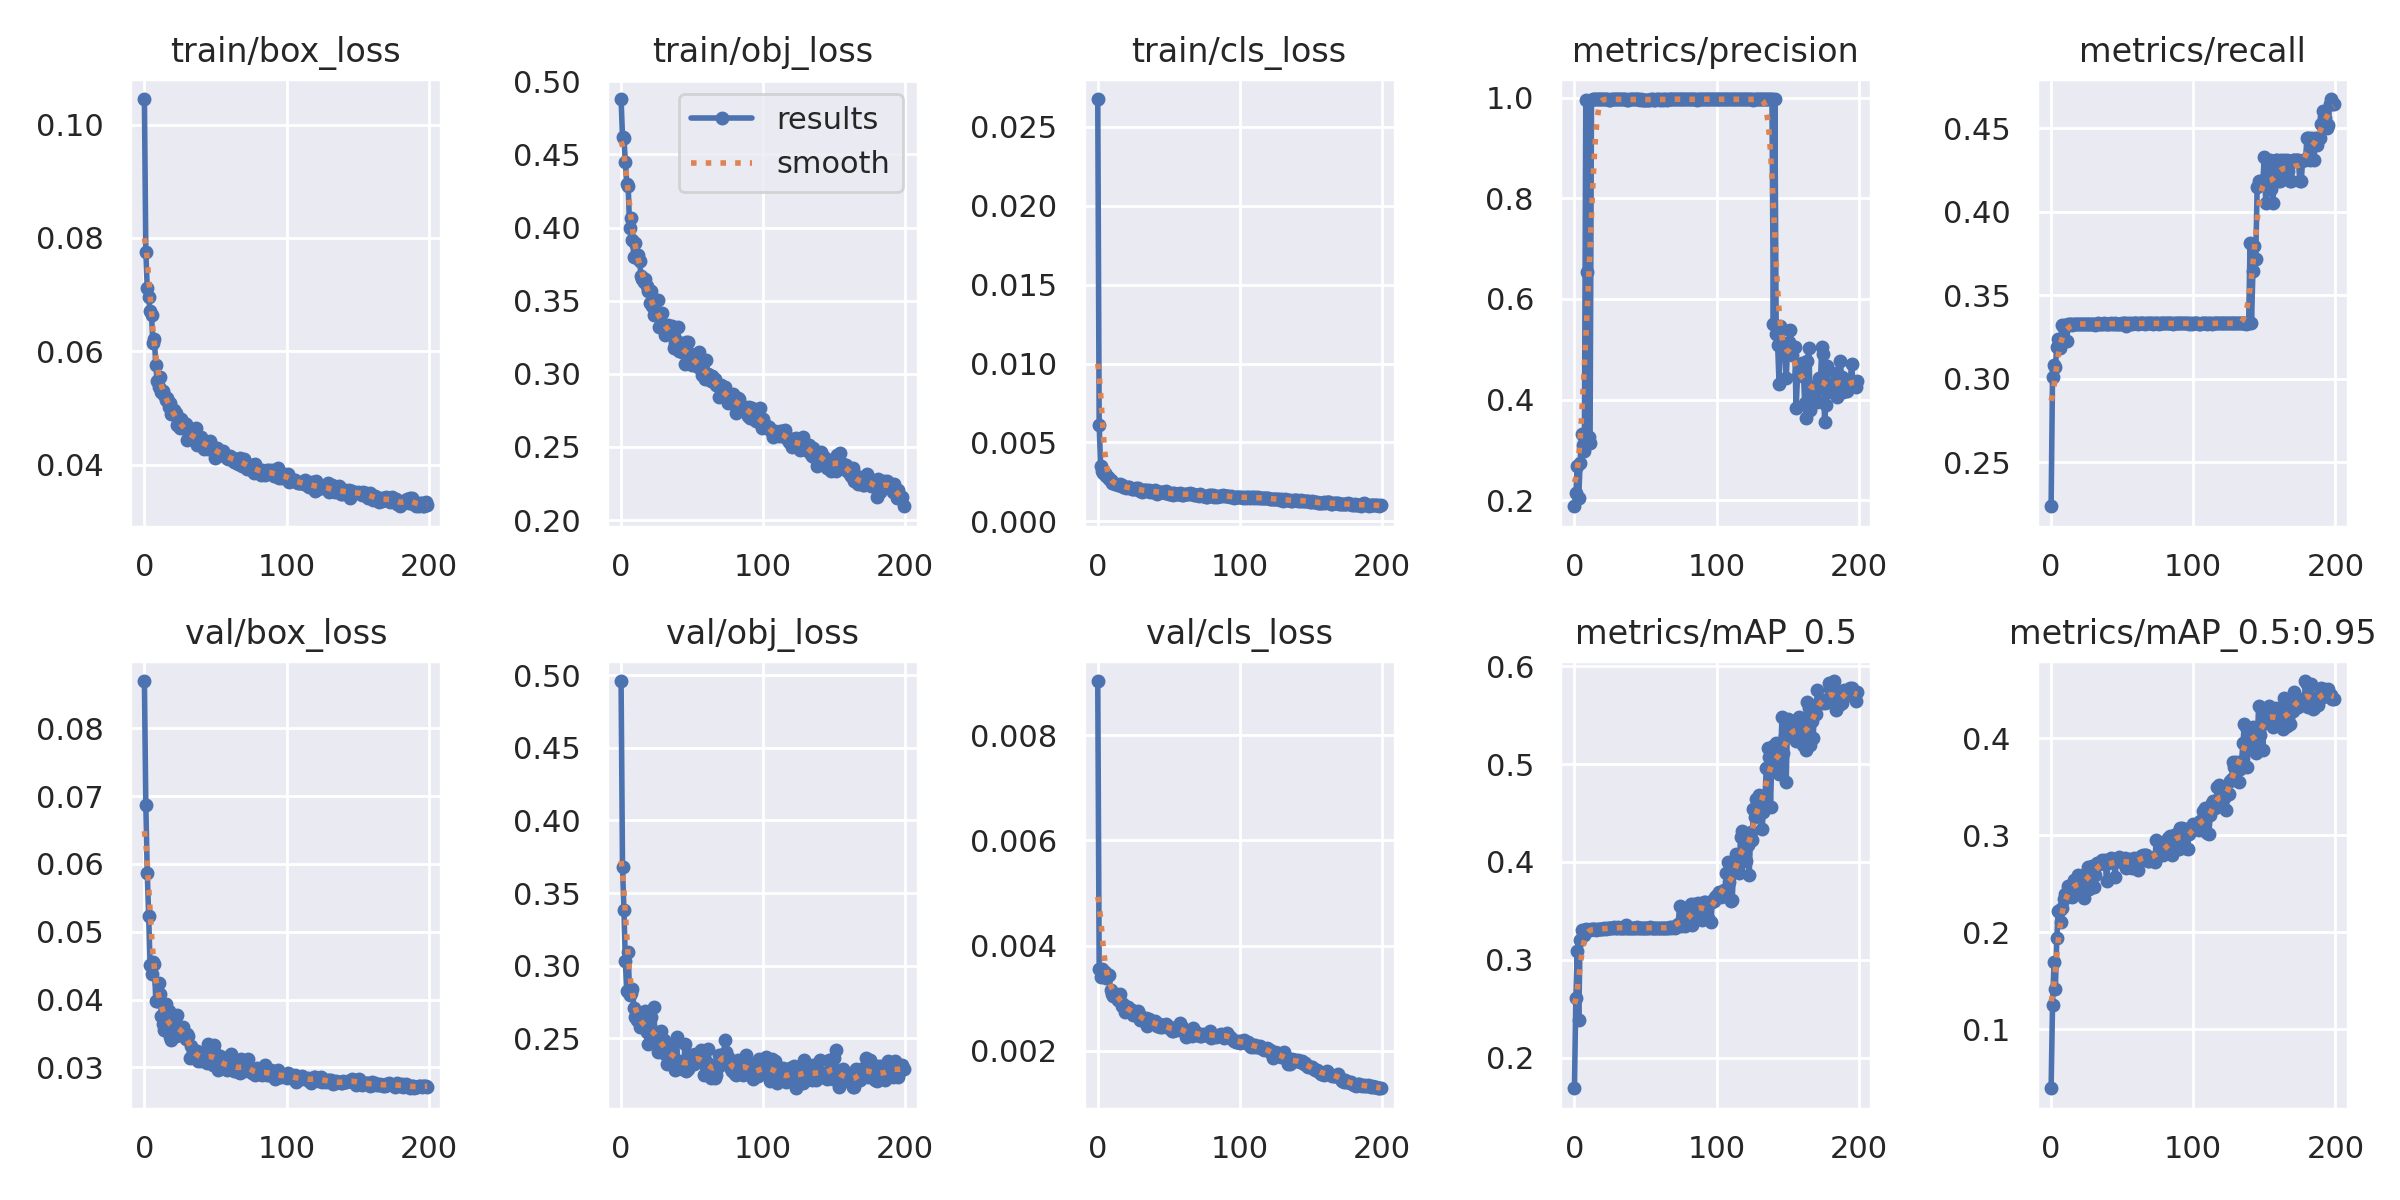 train/box_loss
0.10
0.08
0.06
0.04
0 100 200
train/obj_loss
0.50
0.45
0.40
0.35
0.30
0.25
0.20
results
smooth
0 100 200
train/cls_loss
0.025
0.020
0.015
0.010
0.005
0.000
0 100 200
metrics/precision
1.0
0.8
0.6
0.4
0.2
0 100 200
metrics/recall
0.45
0.40
0.35
0.30
0.25
0 100 200
val/box_loss
0.08
0.07
0.06
0.05
0.04
0.03
0 100 200
val/obj_loss
0.50
0.45
0.40
0.35
0.30
0.25
0 100 200
val/cls_loss
0.008
0.006
0.004
0.002
0 100 200
metrics/mAP_0.5
0.6
0.5
0.4
0.3
0.2
0 100 200
metrics/mAP_0.5:0.95
0.4
0.3
0.2
0.1
0 100 200